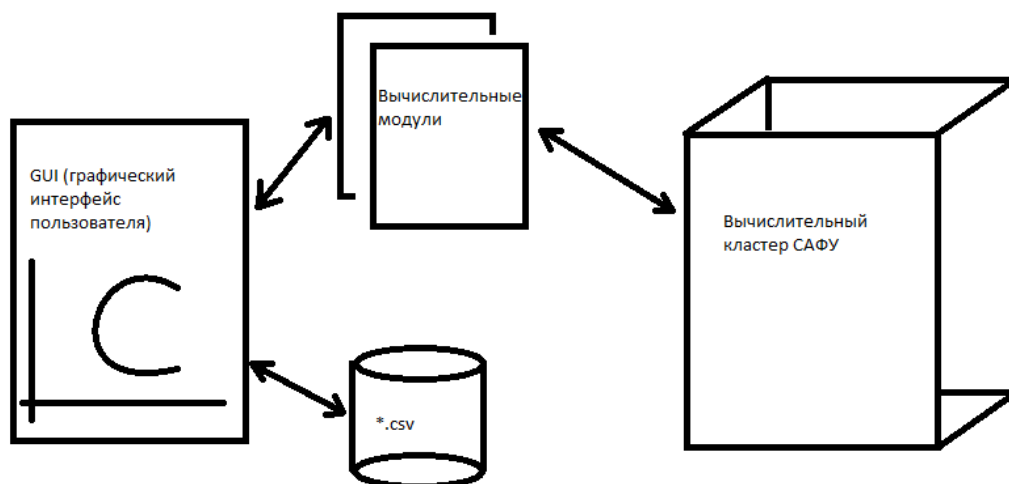 GUI (графический
интерфейс
пользователя)
Вычислительные
модули
*.csv
Вычислительный
кластер САФУ